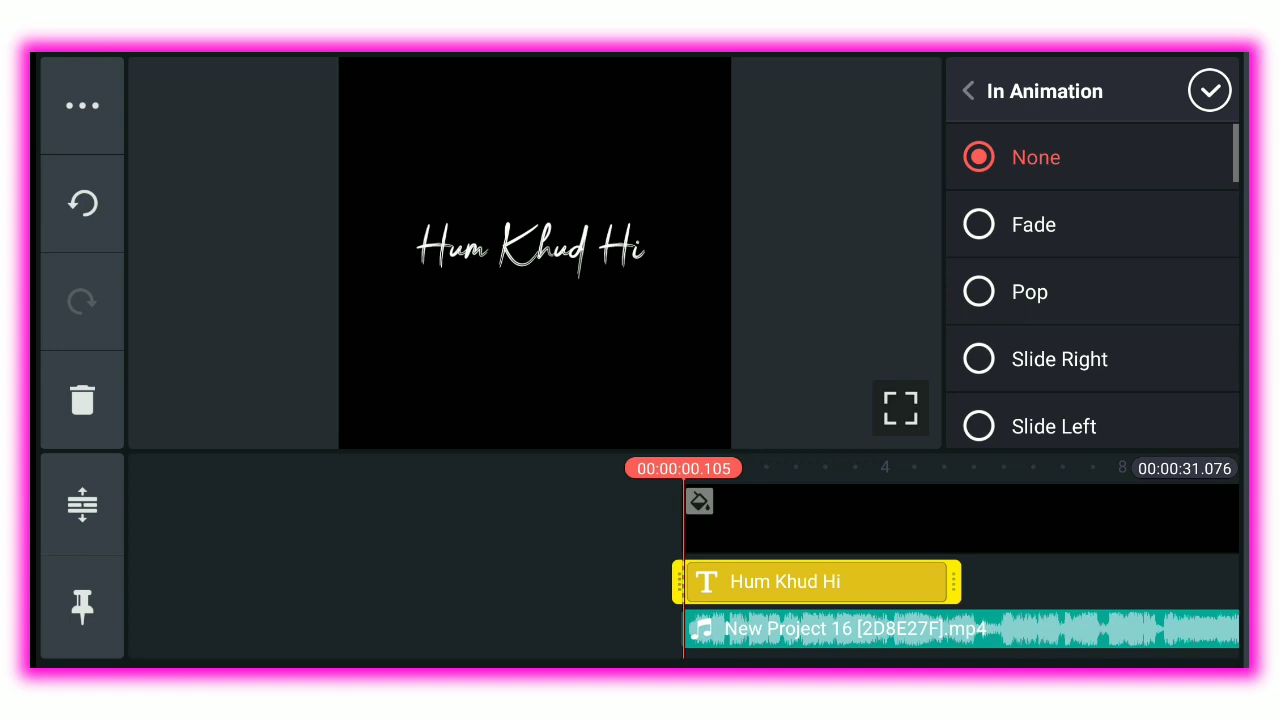 In Animation
None
Fade
Hum Khud Hi
Pop
Slide Right
Slide Left
00:00:00.105
4
8
00:00:31.076
Hum Khud Hi
New Project 16 [2D8E27F].mp4